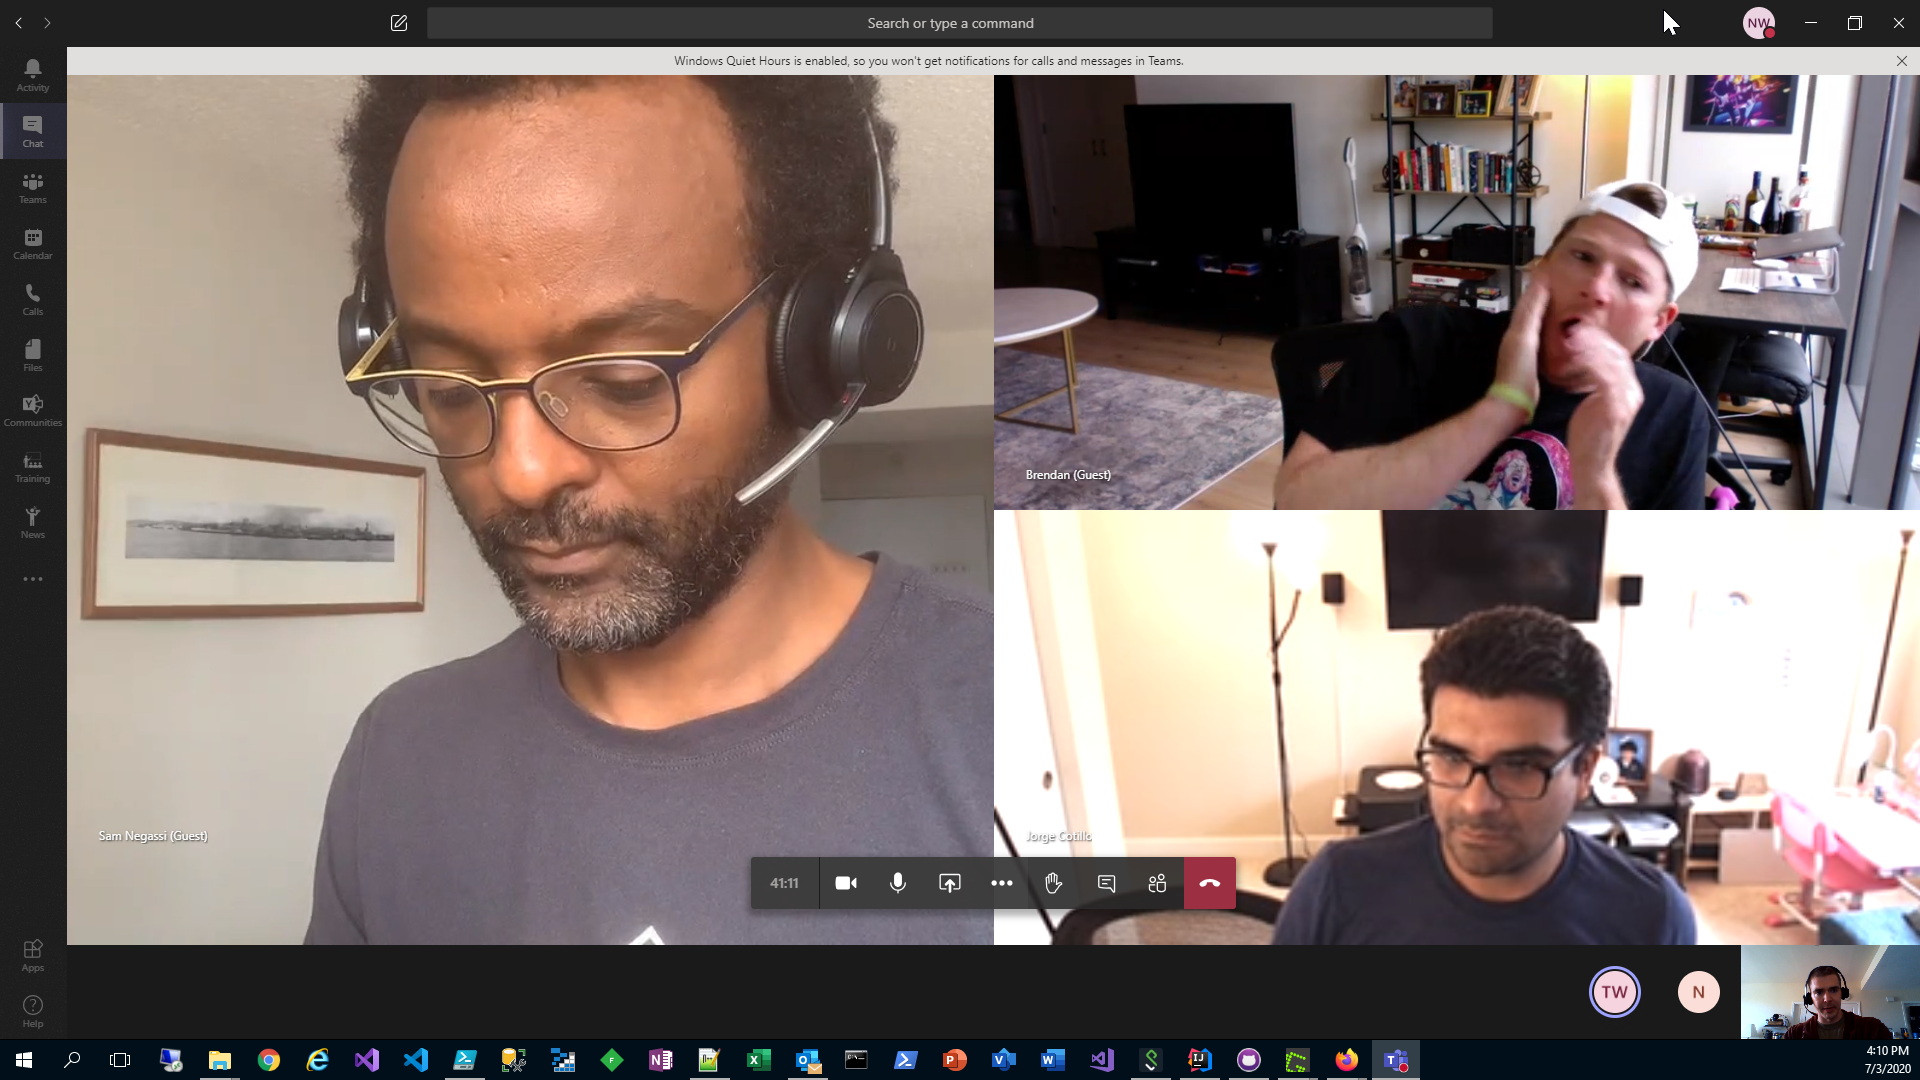 Search or type a command
NW
Windows Quiet Hours is enabled, so you won't get notifications for calls and messages in Teams.
Activity
Chat
Teams
Calendar
Calls
Files
Communities
Training
News
Apps
Help
Brendan (Guest)
Sam Negassi (Guest)
Jorge Cotillo
41:11
TW
N
4:10 PM
7/3/2020